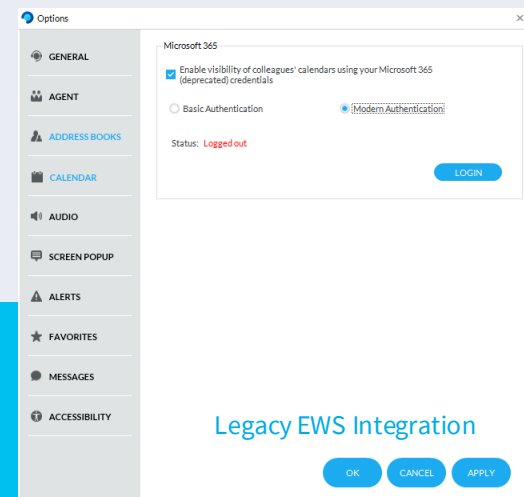 Options
GENERAL
AGENT
ADDRESS BOOKS
CALENDAR
AUDIO
SCREEN POPUP
ALERTS
FAVORITES
MESSAGES
ACCESSIBILITY
Microsoft 365
Enable visibility of colleagues' calendars using your Microsoft 365
(deprecated) credentials
Basic Authentication
Modern Authentication
Status: Logged out
LOGIN
Legacy EWS Integration
OK
CANCEL
APPLY